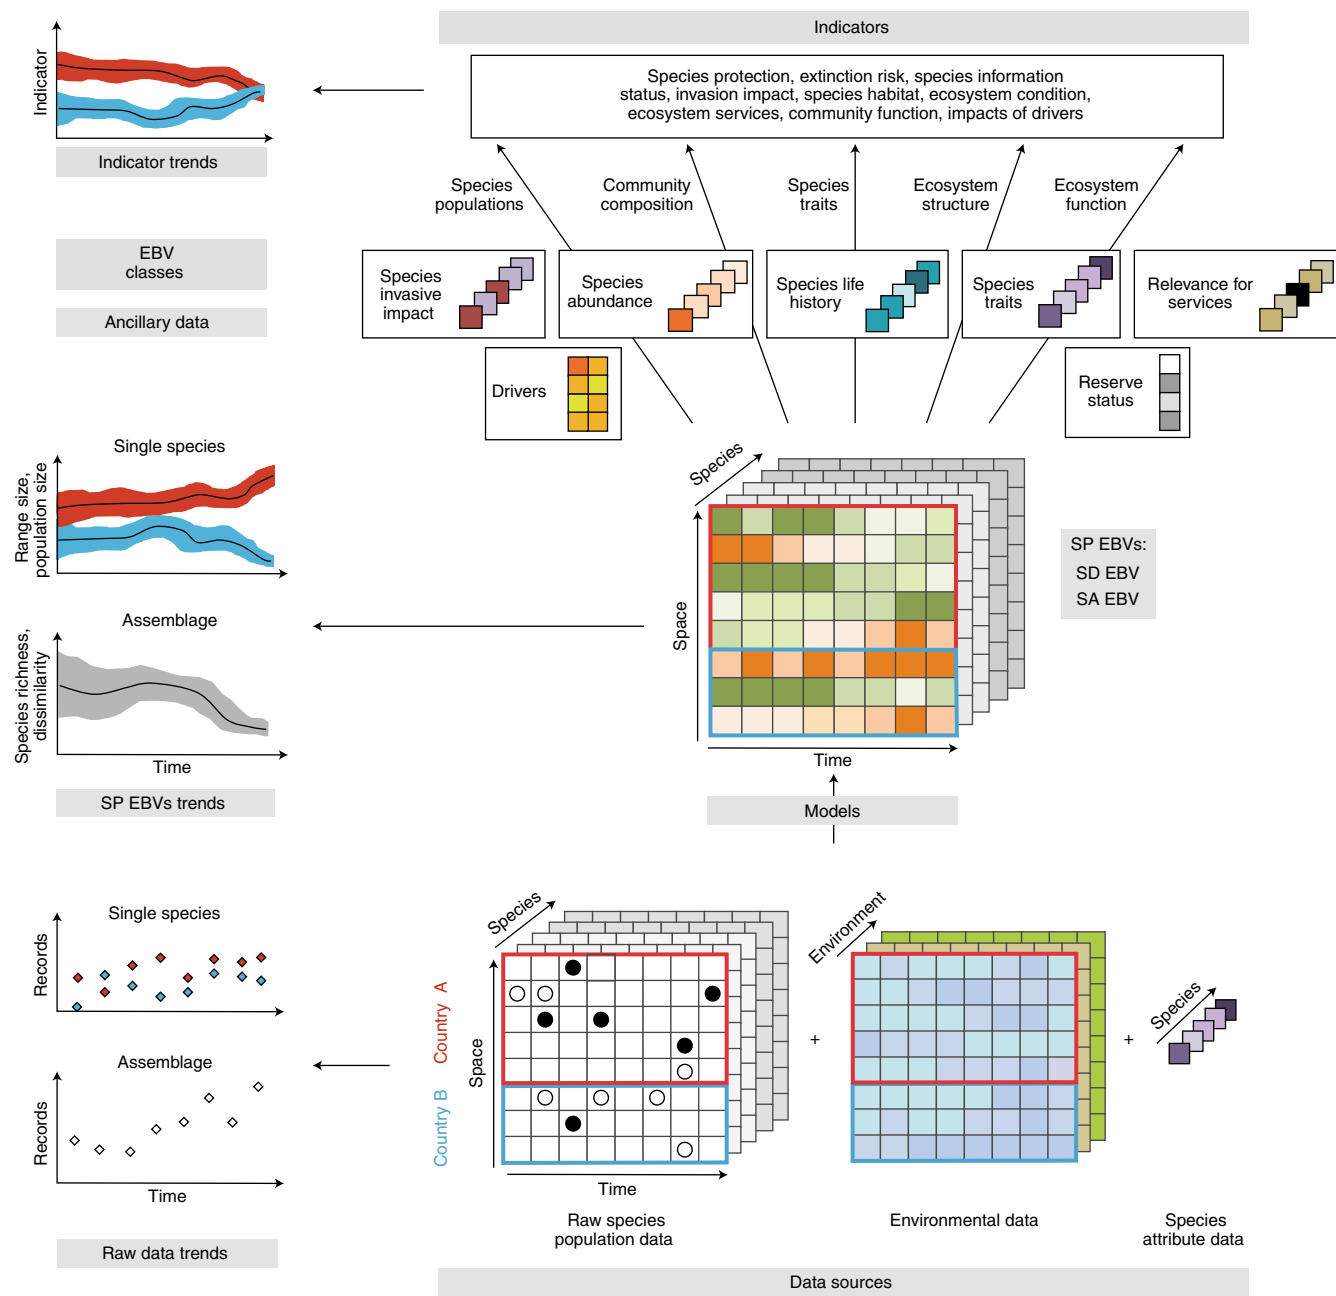 Indicators
Species protection, extinction risk, species information
status, invasion impact, species habitat, ecosystem condition,
ecosystem services, community function, impacts of drivers
Indicator
Indicator trends
Species
populations
Community
composition
Species
traits
Ecosystem
structure
Ecosystem
function
EBV
classes
Ancillary data
Species
invasive
impact
Species
abundance
Species life
history
Species
traits
Relevance for
services
Drivers
Reserve
status
Single species
Range size,
population size
Assemblage
Species richness,
dissimilarity
Time
SP EBVs trends
Species
Space
Time
SP EBVs:
SD EBV
SA EBV
Models
Single species
Records
Assemblage
Records
Time
Raw data trends
Country A
Country B
Species
Space
Time
Raw species
population data
+
Environment
Environmental data
+
Species
Species
attribute data
Data sources